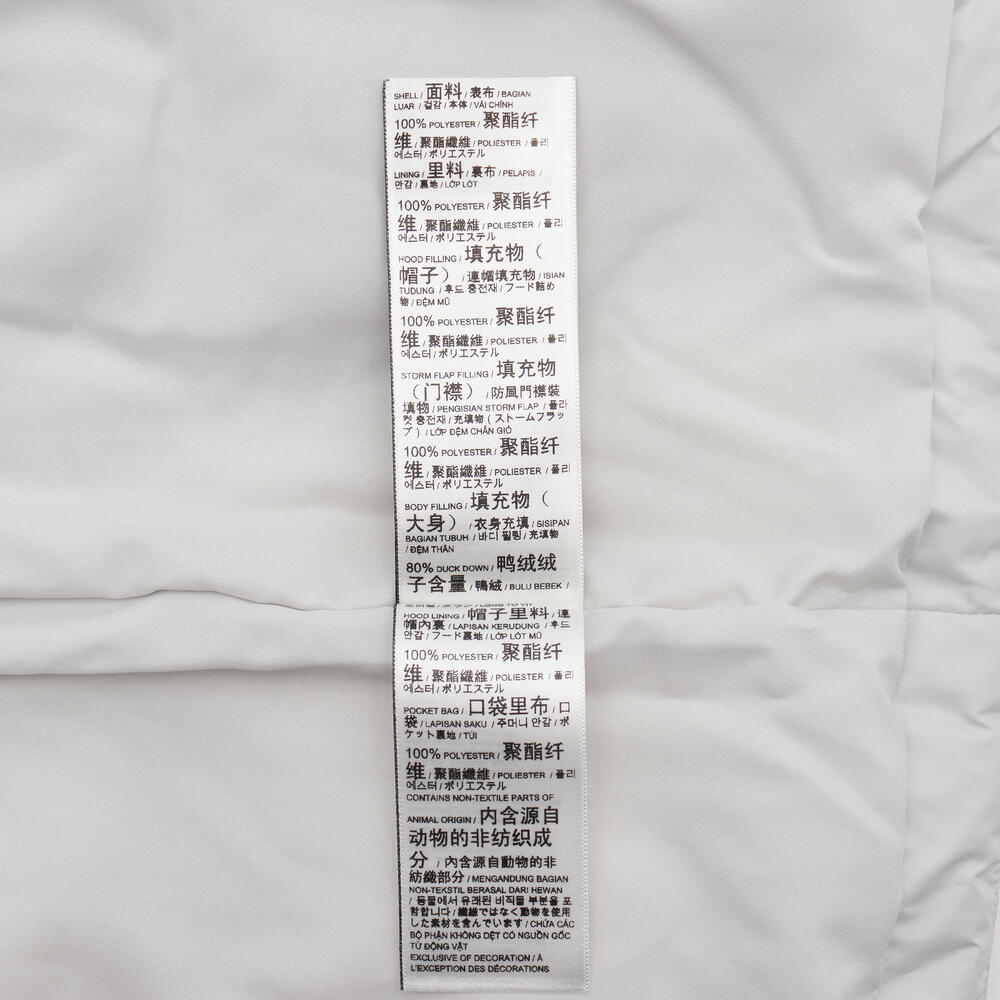 SHELL / 面料 / 表布 / BAGIAN
LUAR / 겉감 / 本体 / VẢI CHÍNH
100% POLYESTER / 聚酯纤
维 / 聚酯纖維 / POLIESTER / 폴리
에스터 / ポリエステル
LINING / 里料 / 裏布 / PELAPIS /
안감 / 裏地 / LỚP LÓT
100% POLYESTER / 聚酯纤
维 / 聚酯纖維 / POLIESTER / 폴리
에스터 / ポリエステル
HOOD FILLING / 填充物（
帽子） / 連帽填充物 / ISIAN
TUDUNG / 후드 충전재 / フード詰め
物 / ĐỆM MŨ
100% POLYESTER / 聚酯纤
维 / 聚酯纖維 / POLIESTER / 폴리
에스터 / ポリエステル
STORM FLAP FILLING / 填充物
（门襟） / 防風門襟裝
填物 / PENGISIAN STORM FLAP / 플라
켓 충전재 / 充填物 ( ストームフラッ
プ ) / LỚP ĐỆM CHẮN GIÓ
100% POLYESTER / 聚酯纤
维 / 聚酯纖維 / POLIESTER / 폴리
에스터 / ポリエステル
BODY FILLING / 填充物（
大身） / 衣身充填 / SISIPAN
BAGIAN TUBUH / 바디 필링 / 充填物
/ ĐỆM THÂN
80% DUCK DOWN / 鸭绒绒
子含量 / 鴨絨 / BULU BEBEK /
HOOD LINING / 帽子里料 / 連
帽內裏 / LAPISAN KERUDUNG / 후드
안감 / フード裏地 / LỚP LÓT MŨ
100% POLYESTER / 聚酯纤
维 / 聚酯纖維 / POLIESTER / 폴리
에스터 / ポリエステル
POCKET BAG / 口袋里布 / 口
袋 / LAPISAN SAKU / 주머니 안감 / ポ
ケット裏地 / TÚI
100% POLYESTER / 聚酯纤
维 / 聚酯纖維 / POLIESTER / 폴리
에스터 / ポリエステル
CONTAINS NON-TEXTILE PARTS OF
ANIMAL ORIGIN / 内含源自
动物的非纺织成
分 / 內含源自動物的非
紡織部分 / MENGANDUNG BAGIAN
NON-TEKSTIL BERASAL DARI HEWAN
/ 동물에서 유래된 비직물 부분을 포
함합니다 / 繊維ではなく動物を使用
した素材を含んでいます / CHỨA CÁC
BỘ PHẬN KHÔNG DỆT CÓ NGUỒN GỐC
TỪ ĐỘNG VẬT
EXCLUSIVE OF DECORATION / À
L'EXCEPTION DES DÉCORATIONS